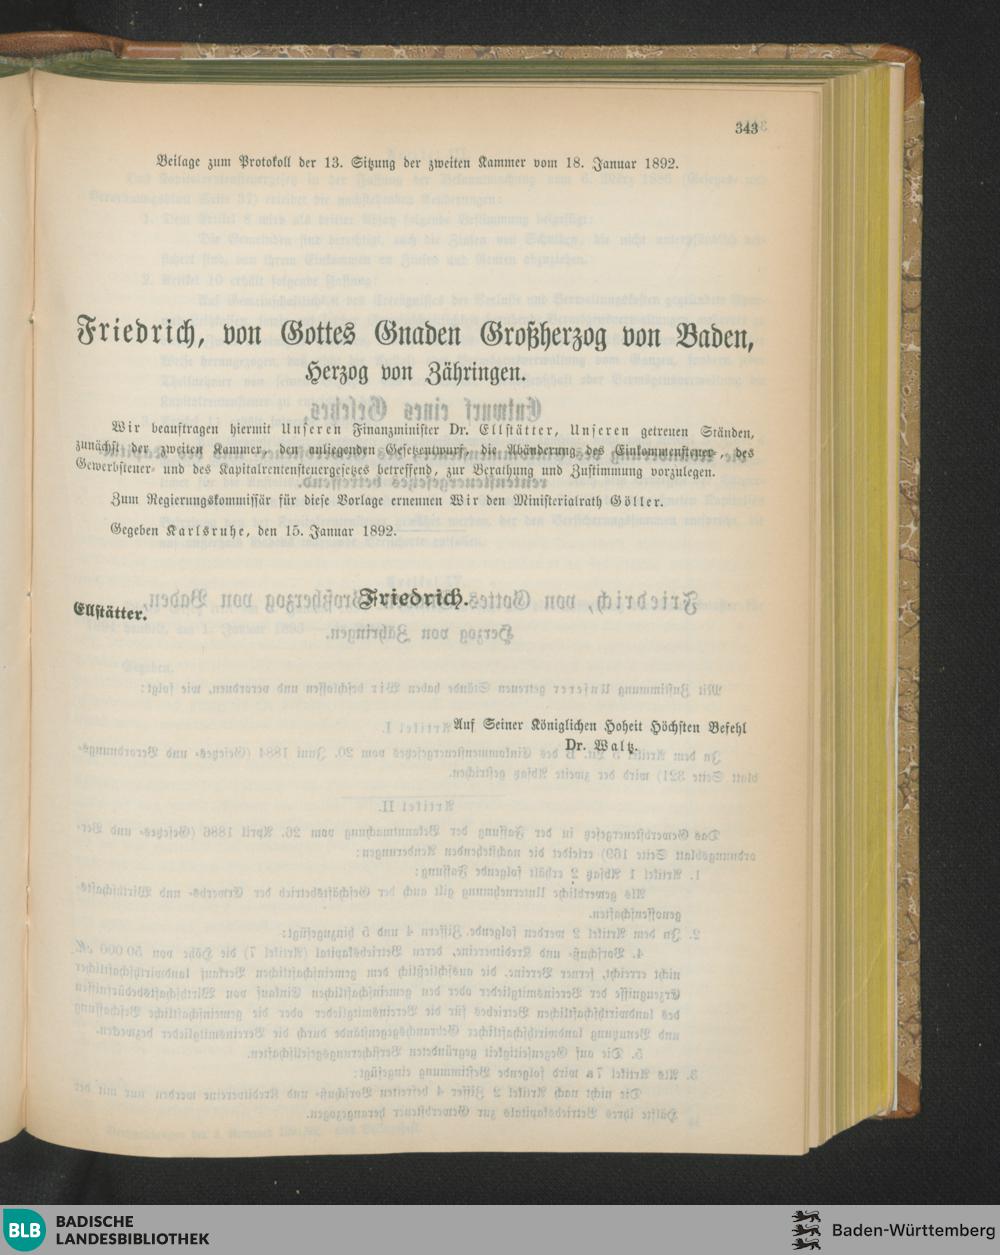 343
Beilage zum Protokoll der 13. Sitzung der zweiten Kammer vom 18. Januar 1892.
Friedrich, von Gottes Gnaden Großherzog von Baden,
Herzog von Zähringen.
Wir beauftragen hiermit Unseren Finanzminister Dr. Ellstätter, Unseren getreuen Ständen,
zunächst der zweiten Kammer, den anliegenden Gesetzentwurf, die Abänderung des Einkommensteuer-, des
Gewerbsteuer- und des Kapitalrentensteuergesetzes betreffend, zur Berathung und Zustimmung vorzulegen.
Zum Regierungskommissär für diese Vorlage ernennen Wir den Ministerialrath Göller.
Gegeben Karlsruhe, den 15. Januar 1892.
Friedrich.
Ellstätter.
Auf Seiner Königlichen Hoheit Höchsten Befehl
Dr. Waltz.
BLB BADISCHE
LANDESBIBLIOTHEK
Baden-Württemberg